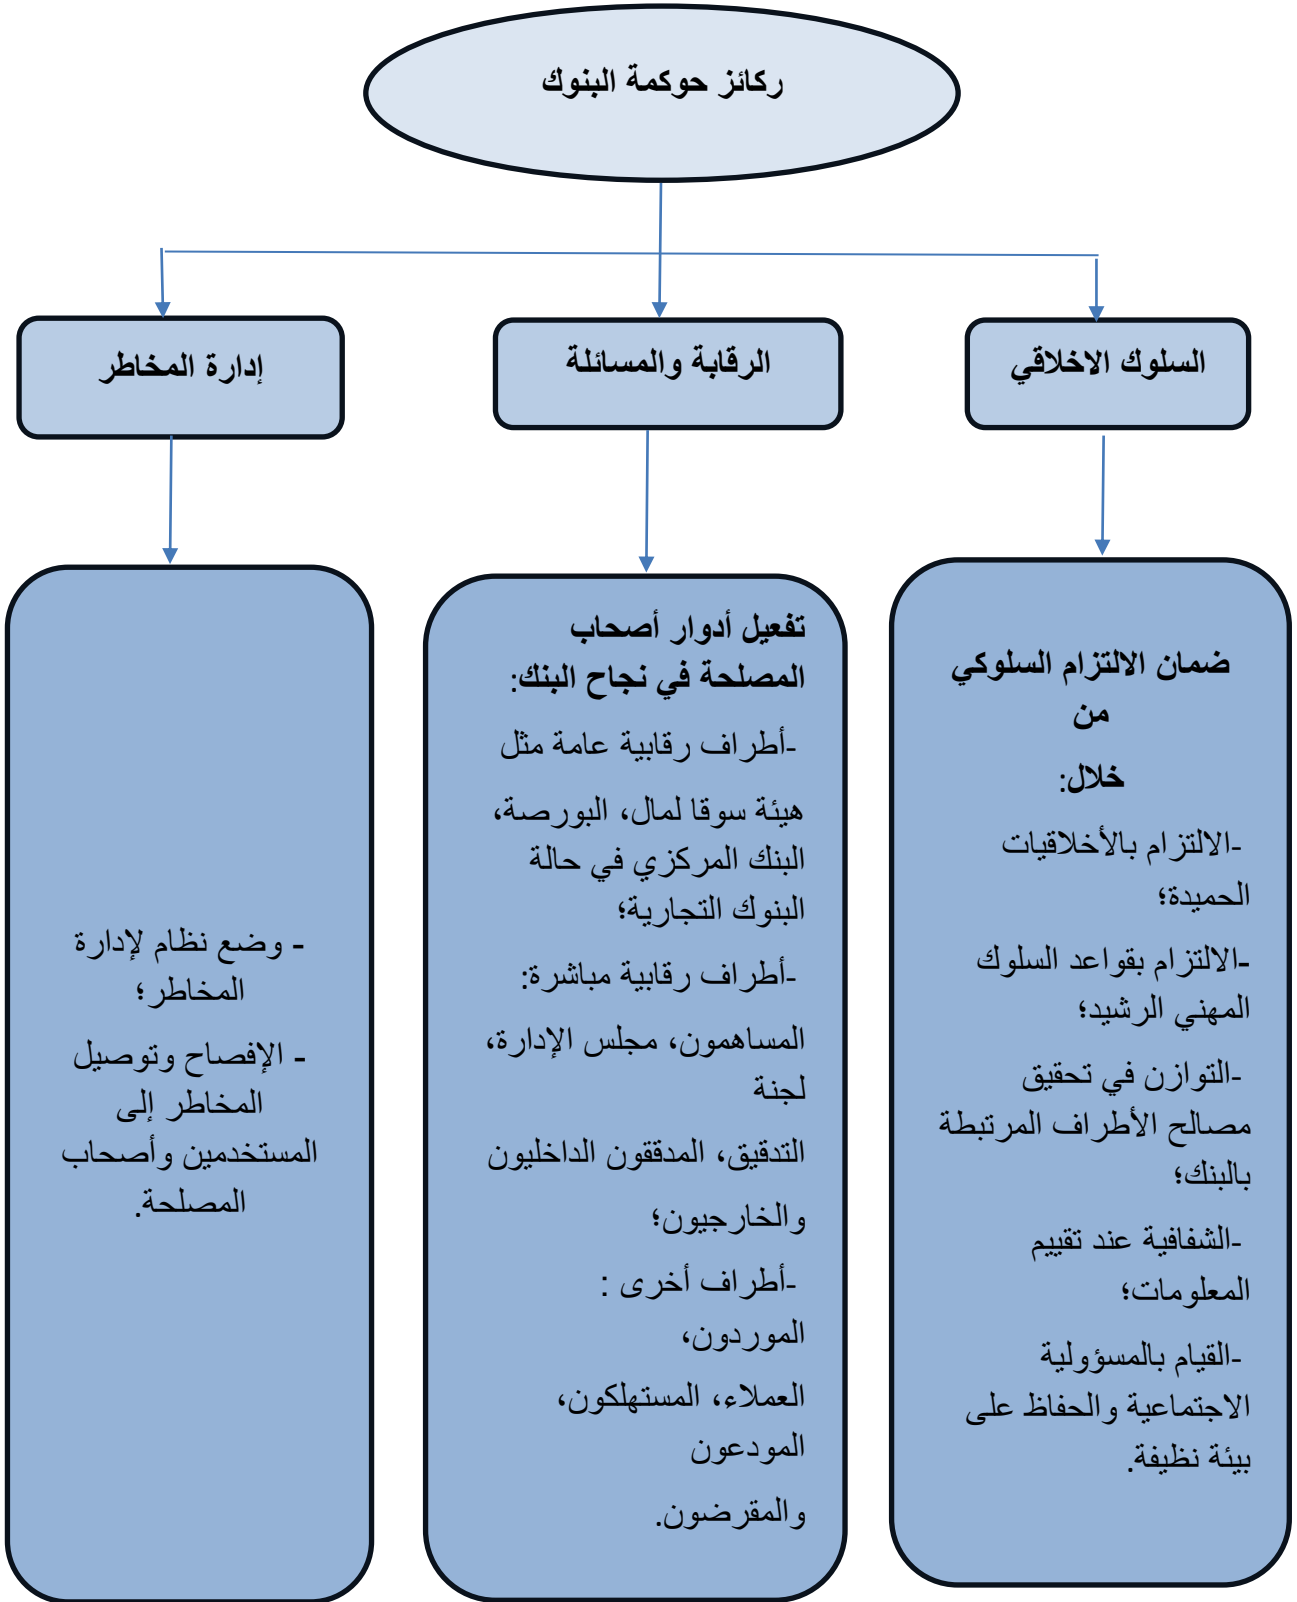 ركائز حوكمة البنوك
السلوك الاخلاقي
الرقابة والمسائلة
إدارة المخاطر
ضمان الالتزام السلوكي
من
خلال:
-الالتزام بالأخلاقيات
الحميدة؛
-الالتزام بقواعد السلوك
المهني الرشيد؛
-التوازن في تحقيق
مصالح الأطراف المرتبطة
بالبنك؛
-الشفافية عند تقييم
المعلومات؛
-القيام بالمسؤولية
الاجتماعية والحفاظ على
بيئة نظيفة.
تفعيل أدوار أصحاب
المصلحة في نجاح البنك:
-أطراف رقابية عامة مثل
هيئة سوقا لمال، البورصة،
البنك المركزي في حالة
البنوك التجارية؛
-أطراف رقابية مباشرة:
المساهمون، مجلس الإدارة،
لجنة
التدقيق، المدققون الداخليون
والخارجيون؛
-أطراف أخرى :
الموردون،
العملاء، المستهلكون،
المودعون
والمقرضون.
- وضع نظام لإدارة
المخاطر؛
- الإفصاح وتوصيل
المخاطر إلى
المستخدمين وأصحاب
المصلحة.